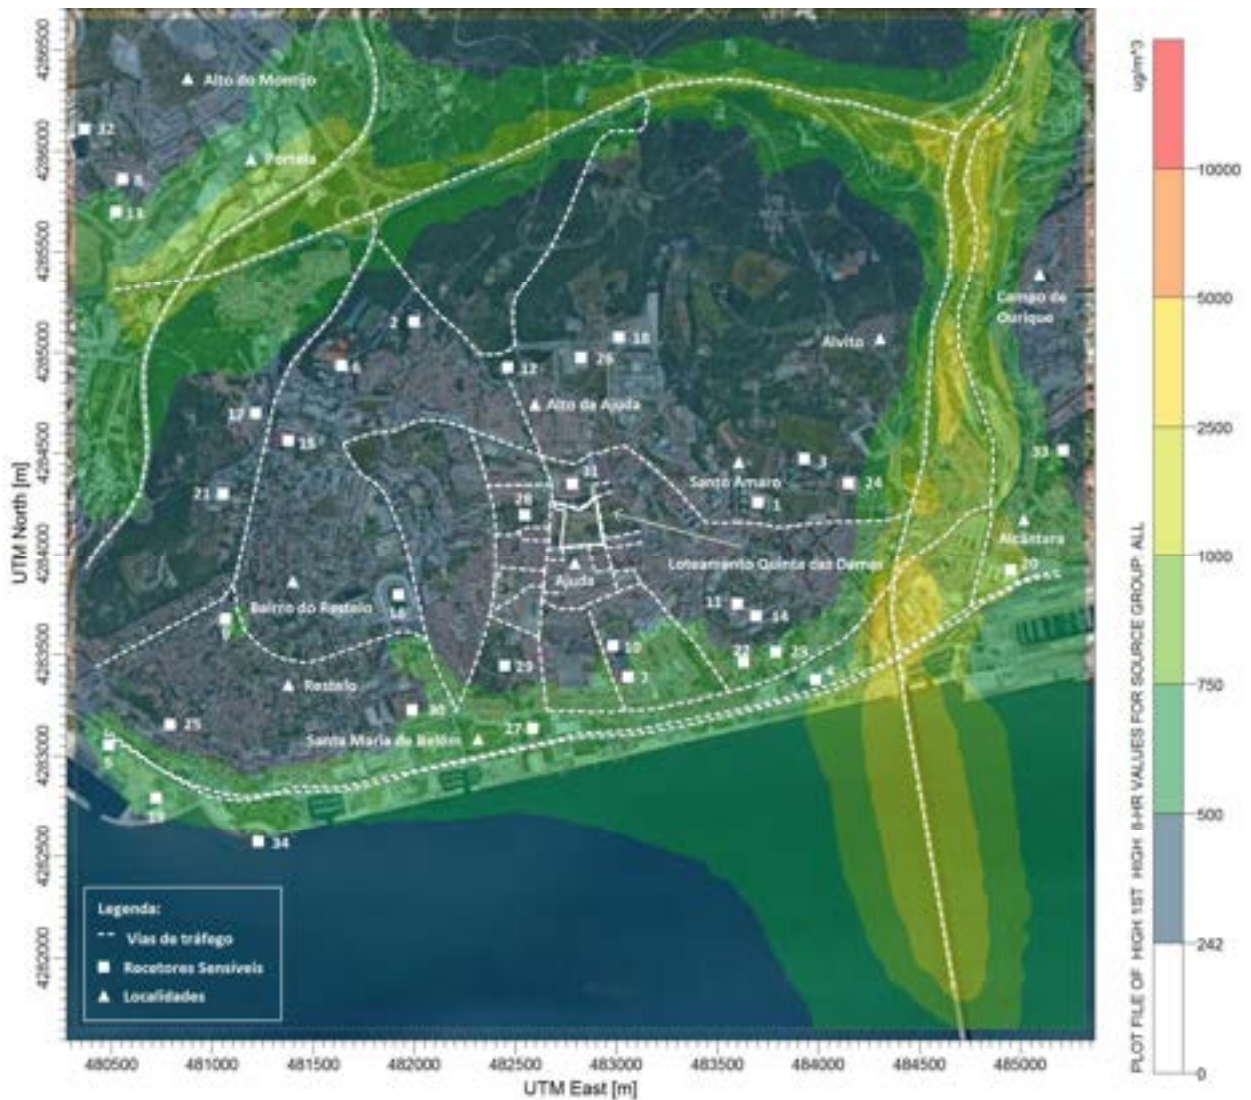 4286500
4286000
4285500
4285000
4284500
4284000
4283500
4283000
4282500
4282000
UTM North [m]
480500
481000
481500
482000
482500
483000
483500
484000
484500
485000
UTM East [m]
Alto do Montijo
32
Portela
8
13
Campo de
Ourique
2
18
Alvito
6
26
12
Alto da Ajuda
17
15
33
3
Santo Amaro
31
24
21
1
28
Alcântara
Loteamento Quinta das Damas
20
Ajuda
Bairro do Restelo
16
11
14
10
22
23
29
7
4
Restelo
30
25
27
Santa Maria de Belém
5
34
Legenda:
Vias de tráfego
Recetores Sensíveis
Localidades
ug/m^3
10000
5000
2500
1000
750
500
242
0
PLOT FILE OF HIGH 1ST HIGH 8-HR VALUES FOR SOURCE GROUP: ALL